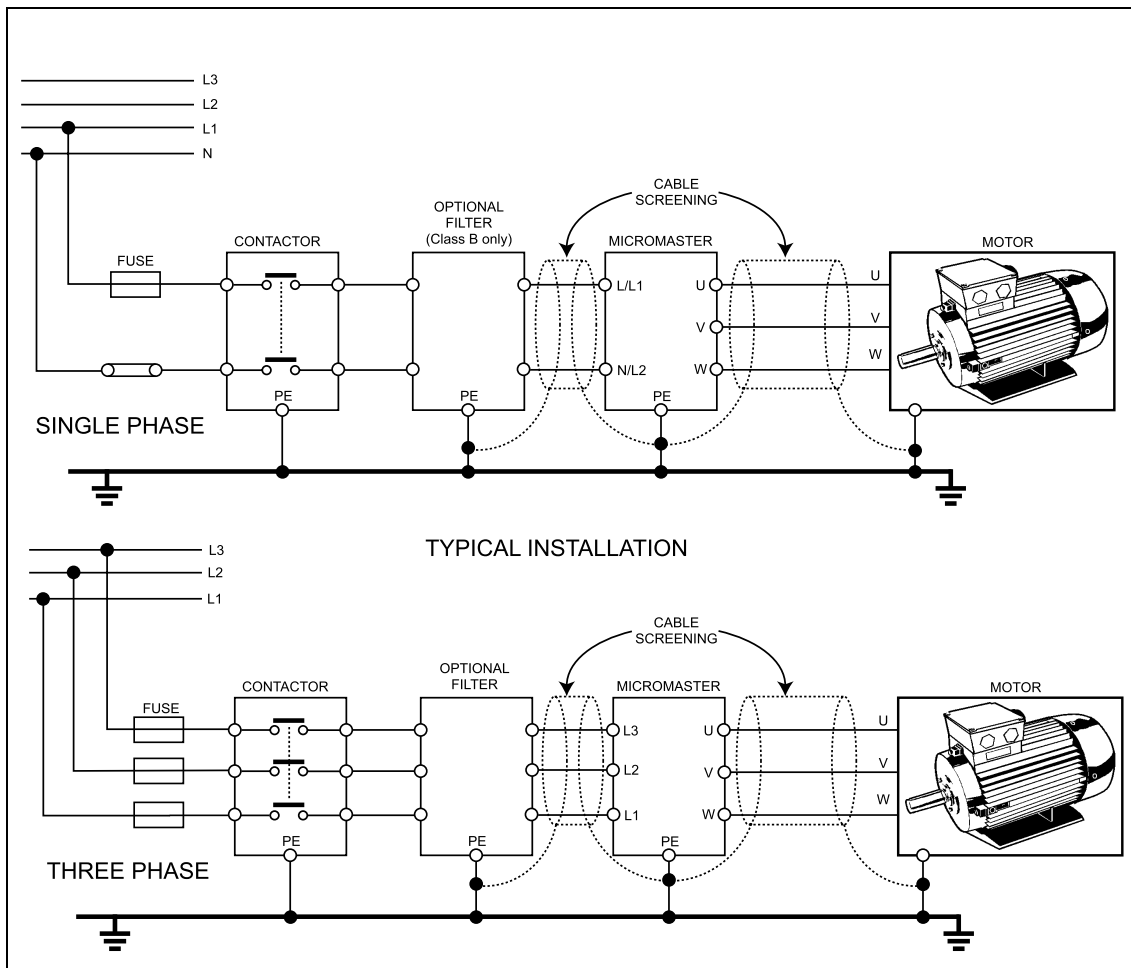 L3
L2
L1
N
CABLE
SCREENING
OPTIONAL
FILTER
(Class B only)
FUSE
CONTACTOR
MICROMASTER
MOTOR
L/L1
U
U
V
V
N/L2
W
W
PE
PE
PE
SINGLE PHASE
TYPICAL INSTALLATION
L3
L2
L1
CABLE
SCREENING
OPTIONAL
FILTER
FUSE
CONTACTOR
MICROMASTER
MOTOR
L3
U
U
L2
V
V
L1
W
W
PE
PE
PE
THREE PHASE